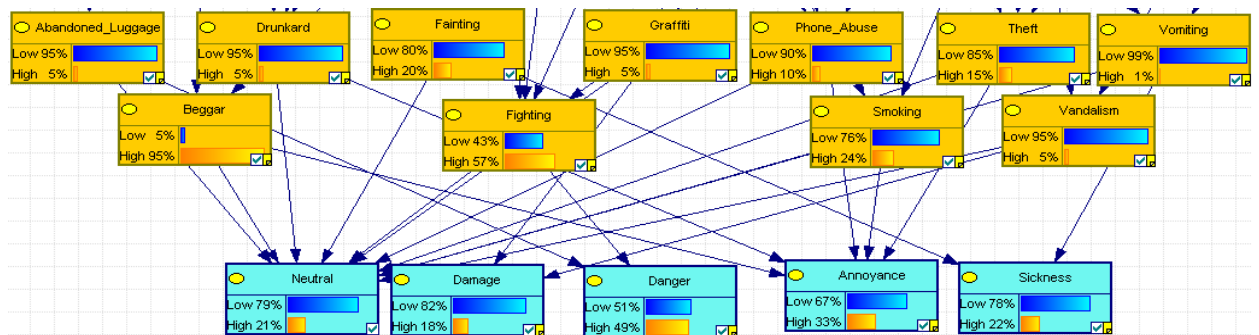 Abandoned_Luggage
Low 95%
High 5%
Drunkard
Low 95%
High 5%
Fainting
Low 80%
High 20%
Graffiti
Low 95%
High 5%
Phone_Abuse
Low 90%
High 10%
Theft
Low 85%
High 15%
Vomiting
Low 99%
High 1%
Beggar
Low 5%
High 95%
Fighting
Low 43%
High 57%
Smoking
Low 76%
High 24%
Vandalism
Low 95%
High 5%
Neutral
Low 79%
High 21%
Damage
Low 82%
High 18%
Danger
Low 51%
High 49%
Annoyance
Low 67%
High 33%
Sickness
Low 78%
High 22%